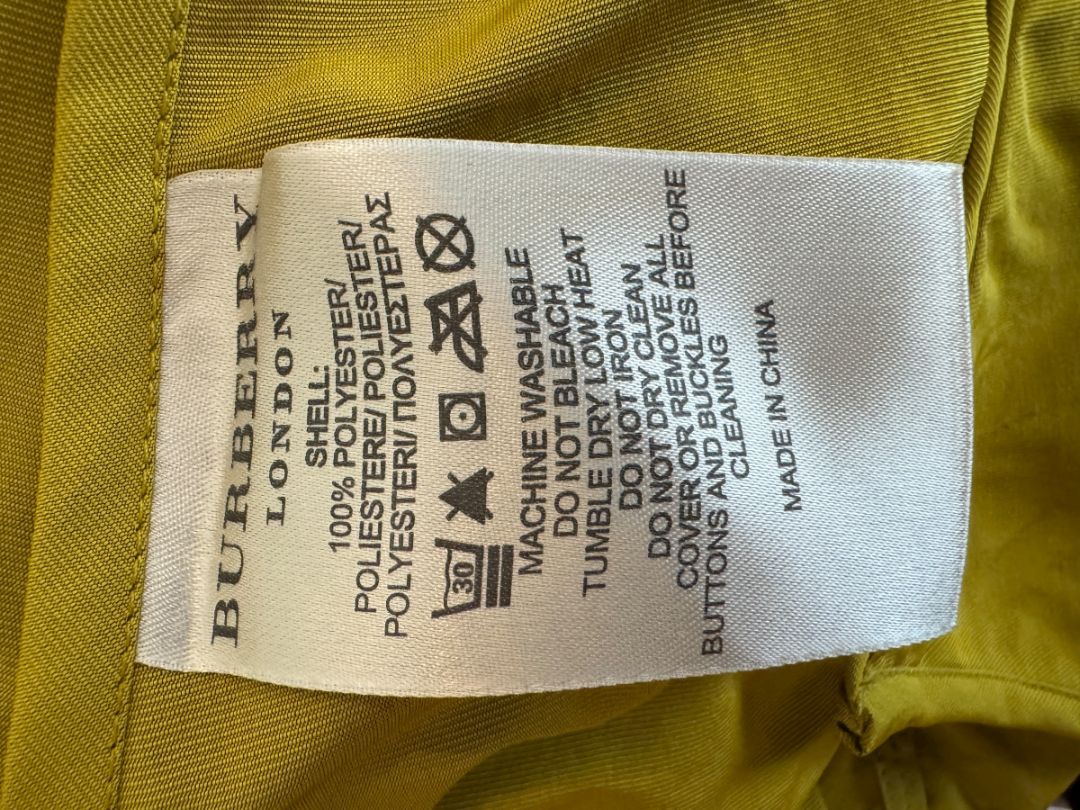 BURBERRY
LONDON
SHELL:
100% POLYESTER/
POLIESTERE/ POLIESTER/
POLYESTERI/ ΠΟΛΥΕΣΤΕΡΑΣ
30
MACHINE WASHABLE
DO NOT BLEACH
TUMBLE DRY LOW HEAT
DO NOT IRON
DO NOT DRY CLEAN
COVER OR REMOVE ALL
BUTTONS AND BUCKLES BEFORE
CLEANING
MADE IN CHINA